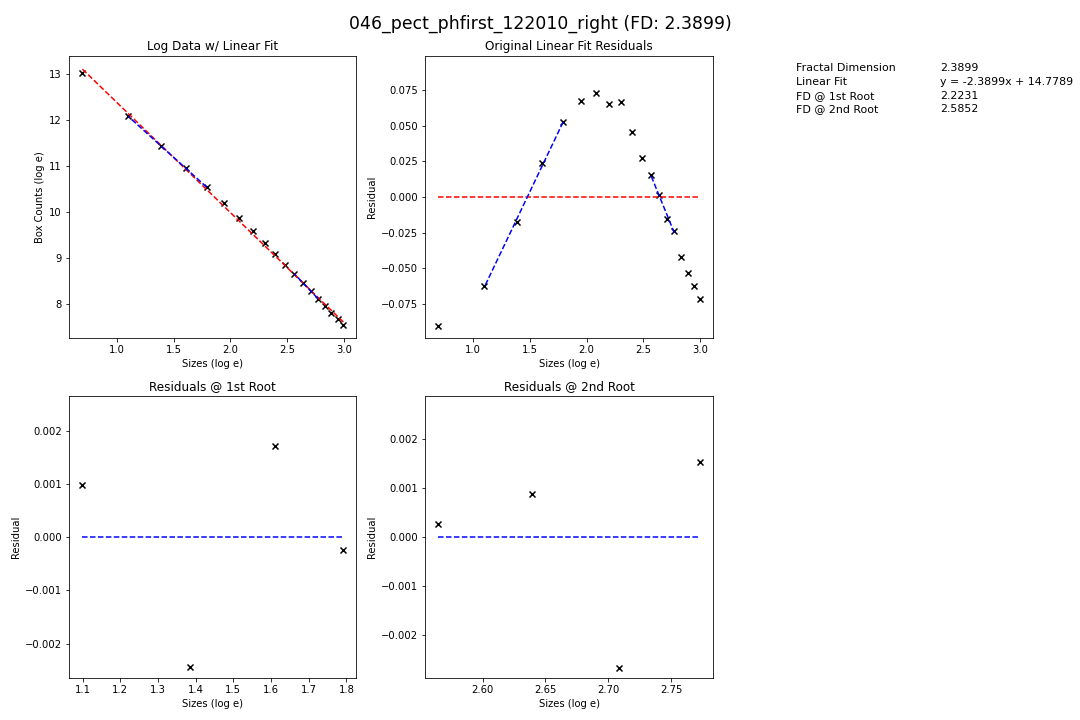 046_pect_phfirst_122010_right (FD: 2.3899)
Log Data w/ Linear Fit
13
12
11
10
9
8
Box Counts (log e)
1.0 1.5 2.0 2.5 3.0
Sizes (log e)
Original Linear Fit Residuals
0.075
0.050
0.025
0.000
−0.025
−0.050
−0.075
Residual
1.0 1.5 2.0 2.5 3.0
Sizes (log e)
Fractal Dimension 2.3899
Linear Fit y = -2.3899x + 14.7789
FD @ 1st Root 2.2231
FD @ 2nd Root 2.5852
Residuals @ 1st Root
0.002
0.001
0.000
−0.001
−0.002
Residual
1.1 1.2 1.3 1.4 1.5 1.6 1.7 1.8
Sizes (log e)
Residuals @ 2nd Root
0.002
0.001
0.000
−0.001
−0.002
Residual
2.60 2.65 2.70 2.75
Sizes (log e)